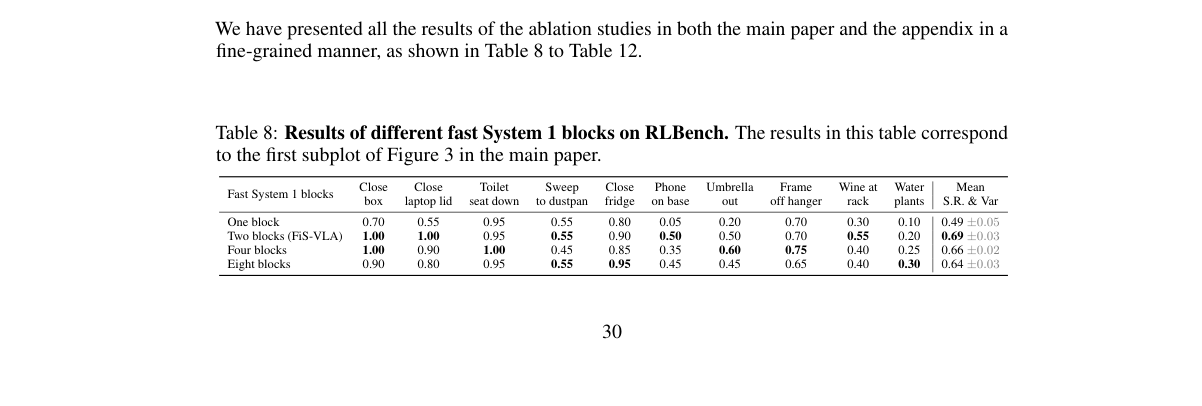 We have presented all the results of the ablation studies in both the main paper and the appendix in a
fine-grained manner, as shown in Table 8 to Table 12.
Table 8: Results of different fast System 1 blocks on RLBench. The results in this table correspond
to the first subplot of Figure 3 in the main paper.
Fast System 1 blocks Close box Close laptop lid Toilet seat down Sweep to dustpan Close fridge Phone on base Umbrella out Frame off hanger Wine at rack Water plants Mean S.R. & Var
One block 0.70 0.55 0.95 0.55 0.80 0.05 0.20 0.70 0.30 0.10 0.49 ±0.05
Two blocks (FiS-VLA) 1.00 1.00 0.95 0.55 0.90 0.50 0.50 0.70 0.55 0.20 0.69 ±0.03
Four blocks 1.00 0.90 1.00 0.45 0.85 0.35 0.60 0.75 0.40 0.25 0.66 ±0.02
Eight blocks 0.90 0.80 0.95 0.55 0.95 0.45 0.45 0.65 0.40 0.30 0.64 ±0.03
30